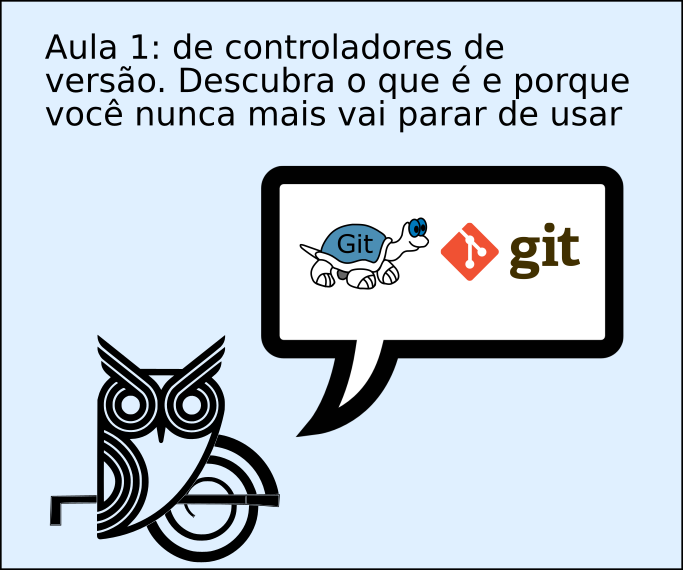 Aula 1: de controladores de
versão. Descubra o que é e porque
você nunca mais vai parar de usar
Git
git